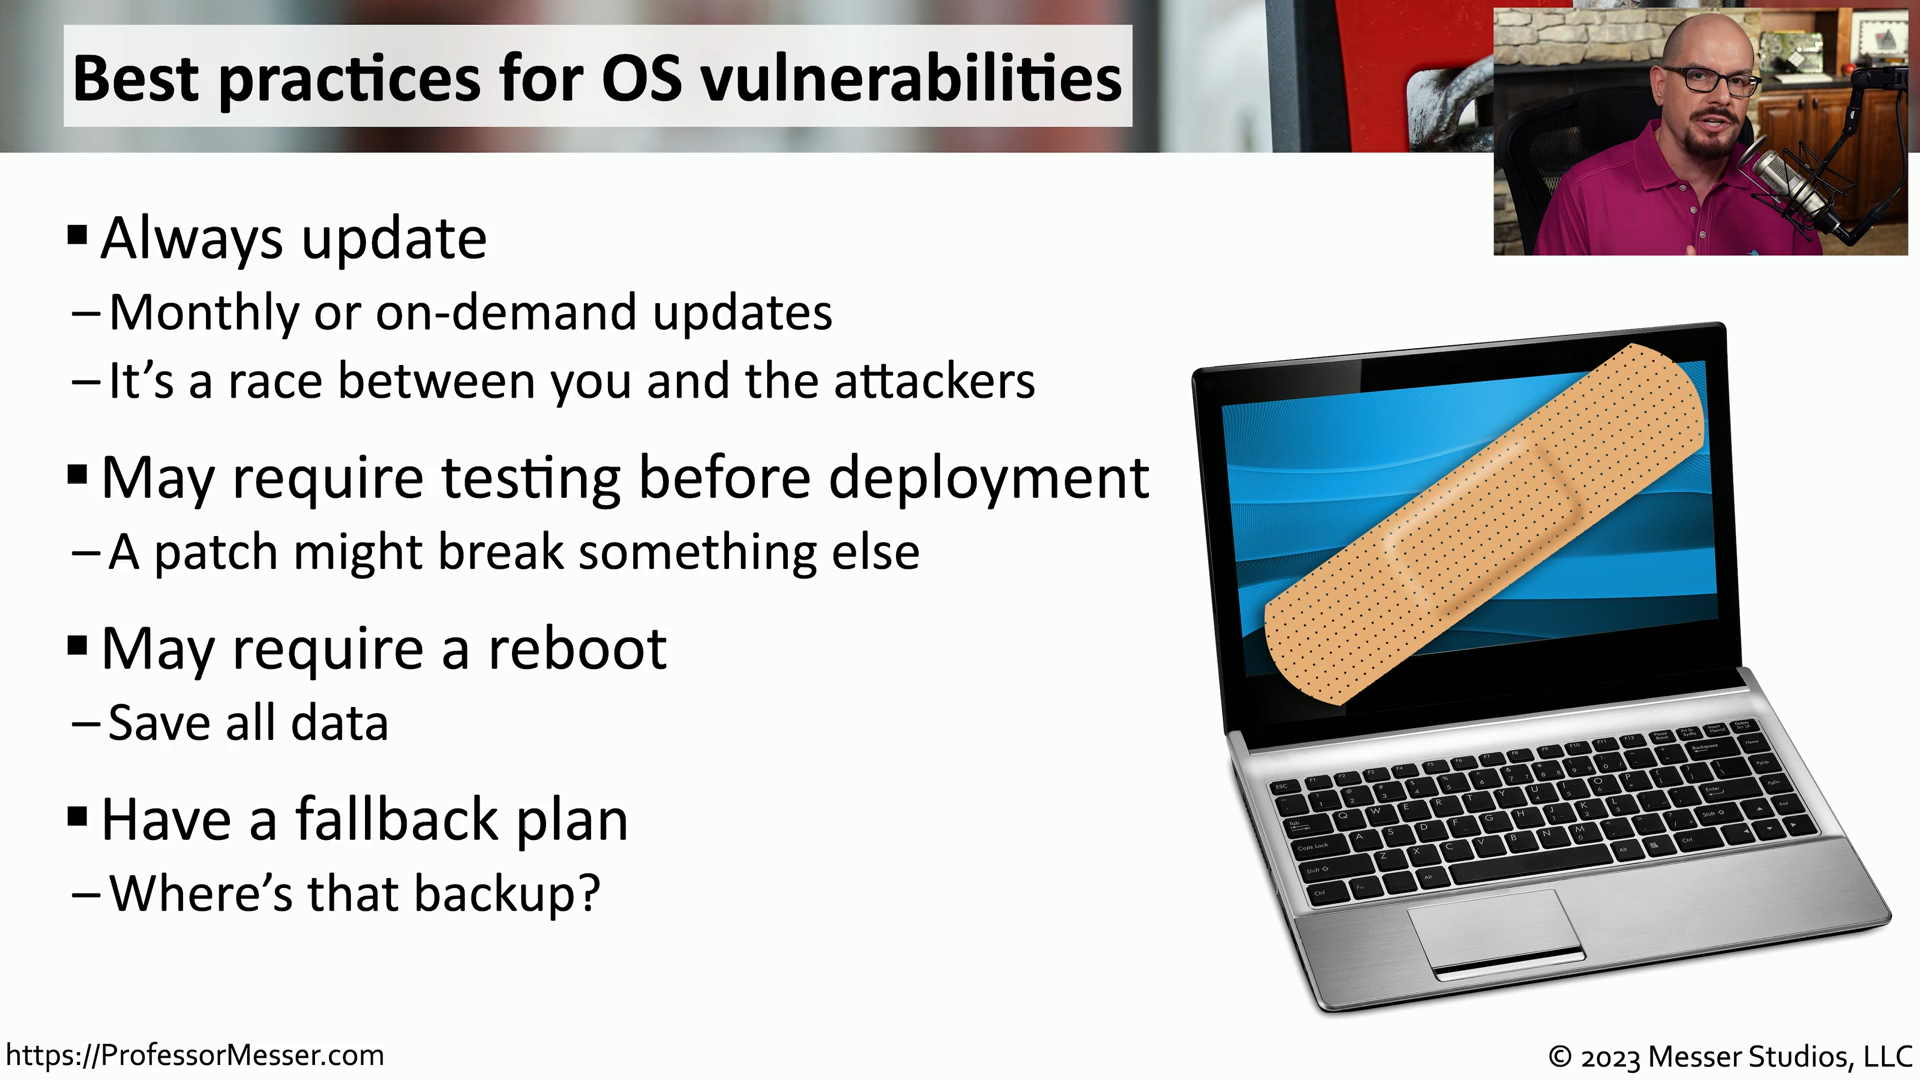 Best practices for OS vulnerabilities
▪ Always update
– Monthly or on-demand updates
– It’s a race between you and the attackers
▪ May require testing before deployment
– A patch might break something else
▪ May require a reboot
– Save all data
▪ Have a fallback plan
– Where’s that backup?
https://ProfessorMesser.com
© 2023 Messer Studios, LLC